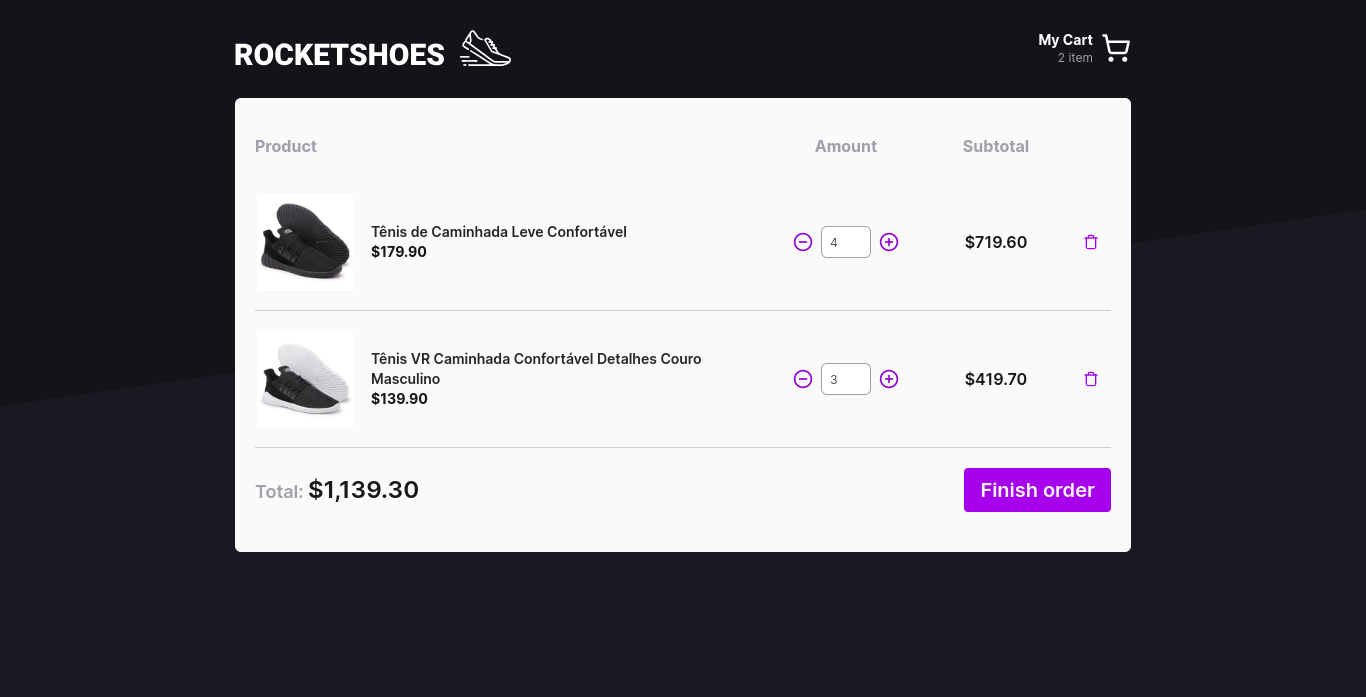 ROCKETSHOES
My Cart
2 item
Product Amount Subtotal
Tênis de Caminhada Leve Confortável
$179.90
4
$719.60
Tênis VR Caminhada Confortável Detalhes Couro
Masculino
$139.90
3
$419.70
Total: $1,139.30
Finish order